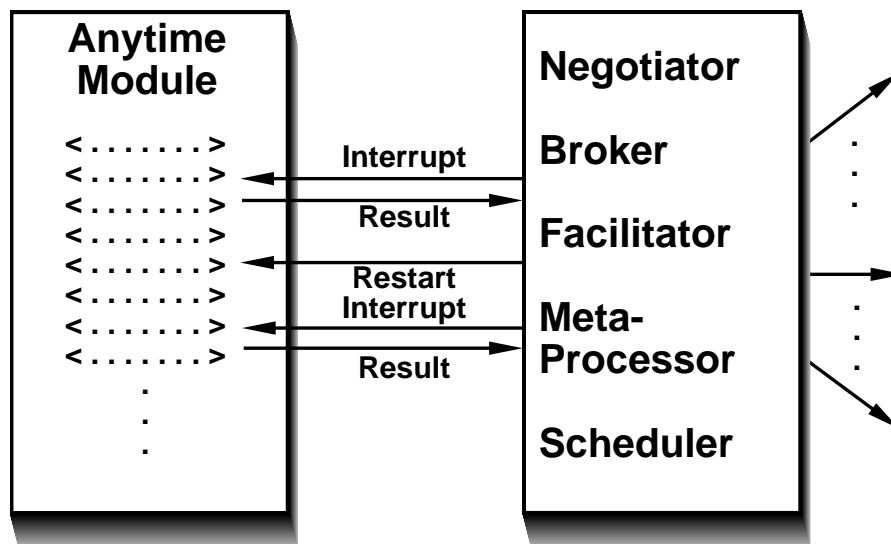 Anytime
Module
<.......>
<.......>
<.......>
<.......>
<.......>
<.......>
<.......>
<.......>
.
.
.
Interrupt
Result
Restart
Interrupt
Result
Negotiator
Broker
Facilitator
Meta-
Processor
Scheduler
.
.
.
.
.
.